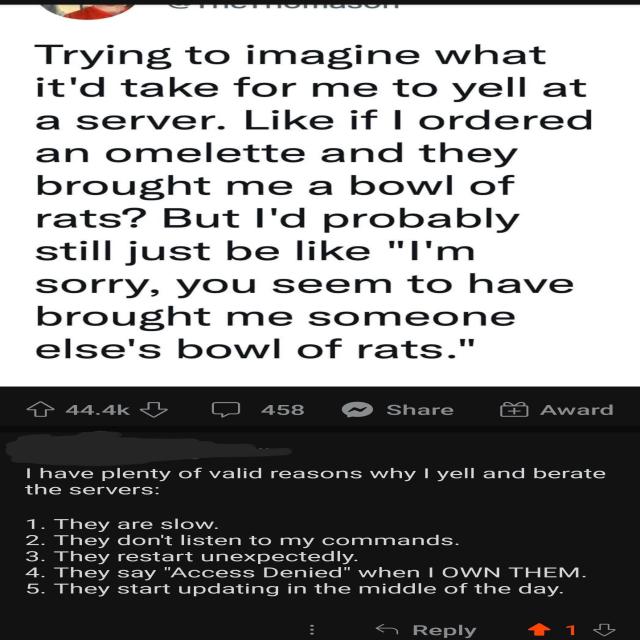 Trying to imagine what
it'd take for me to yell at
a server. Like if I ordered
an omelette and they
brought me a bowl of
rats? But I'd probably
still just be like "I'm
sorry, you seem to have
brought me someone
else's bowl of rats."
44.4k 458 Share Award
I have plenty of valid reasons why I yell and berate
the servers:
1. They are slow.
2. They don't listen to my commands.
3. They restart unexpectedly.
4. They say "Access Denied" when I OWN THEM.
5. They start updating in the middle of the day.
Reply 1